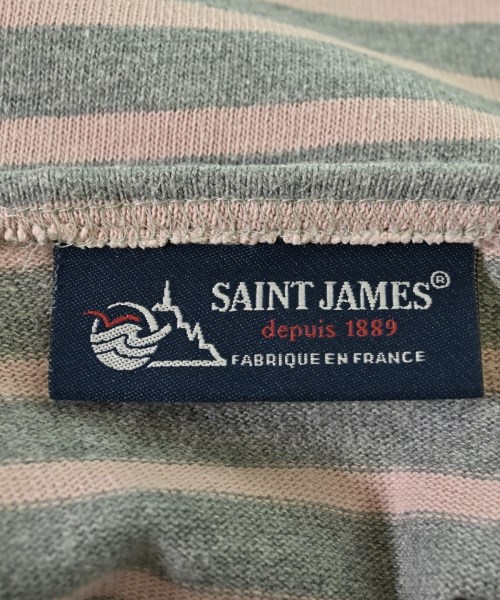 SAINT JAMES®
depuis 1889
FABRIQUE EN FRANCE